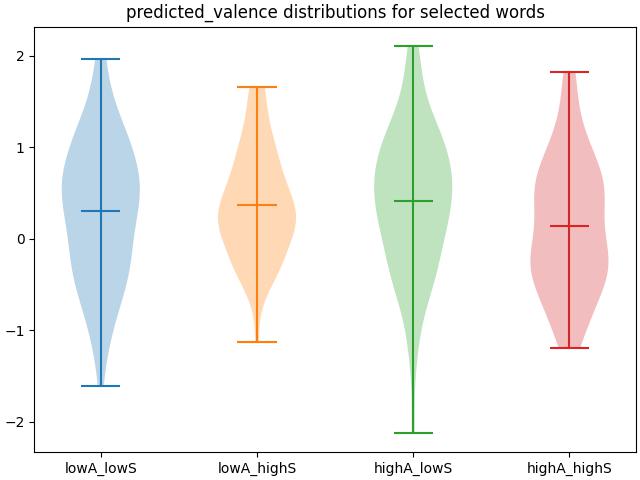 predicted_valence distributions for selected words
2
1
0
−1
−2
lowA_lowS lowA_highS highA_lowS highA_highS